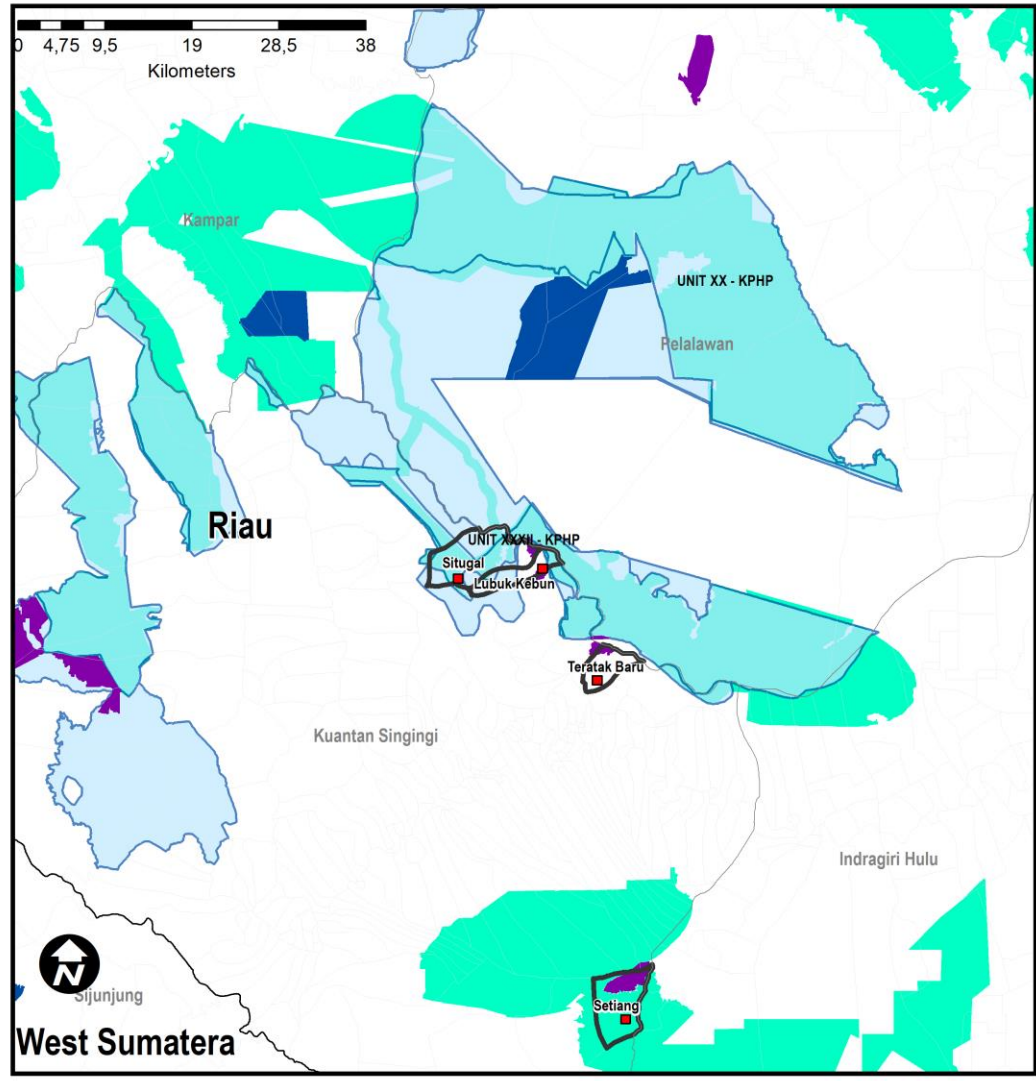 0 4,75 9,5 19 28,5 38
Kilometers
Kampar
UNIT XX - KPHP
Pelalawan
Riau
UNIT XXXII - KPHP
Situgal
Lubuk Kebun
Teratak Baru
Kuantan Singingi
Indragiri Hulu
N
Sijunjung
Setiang
West Sumatera